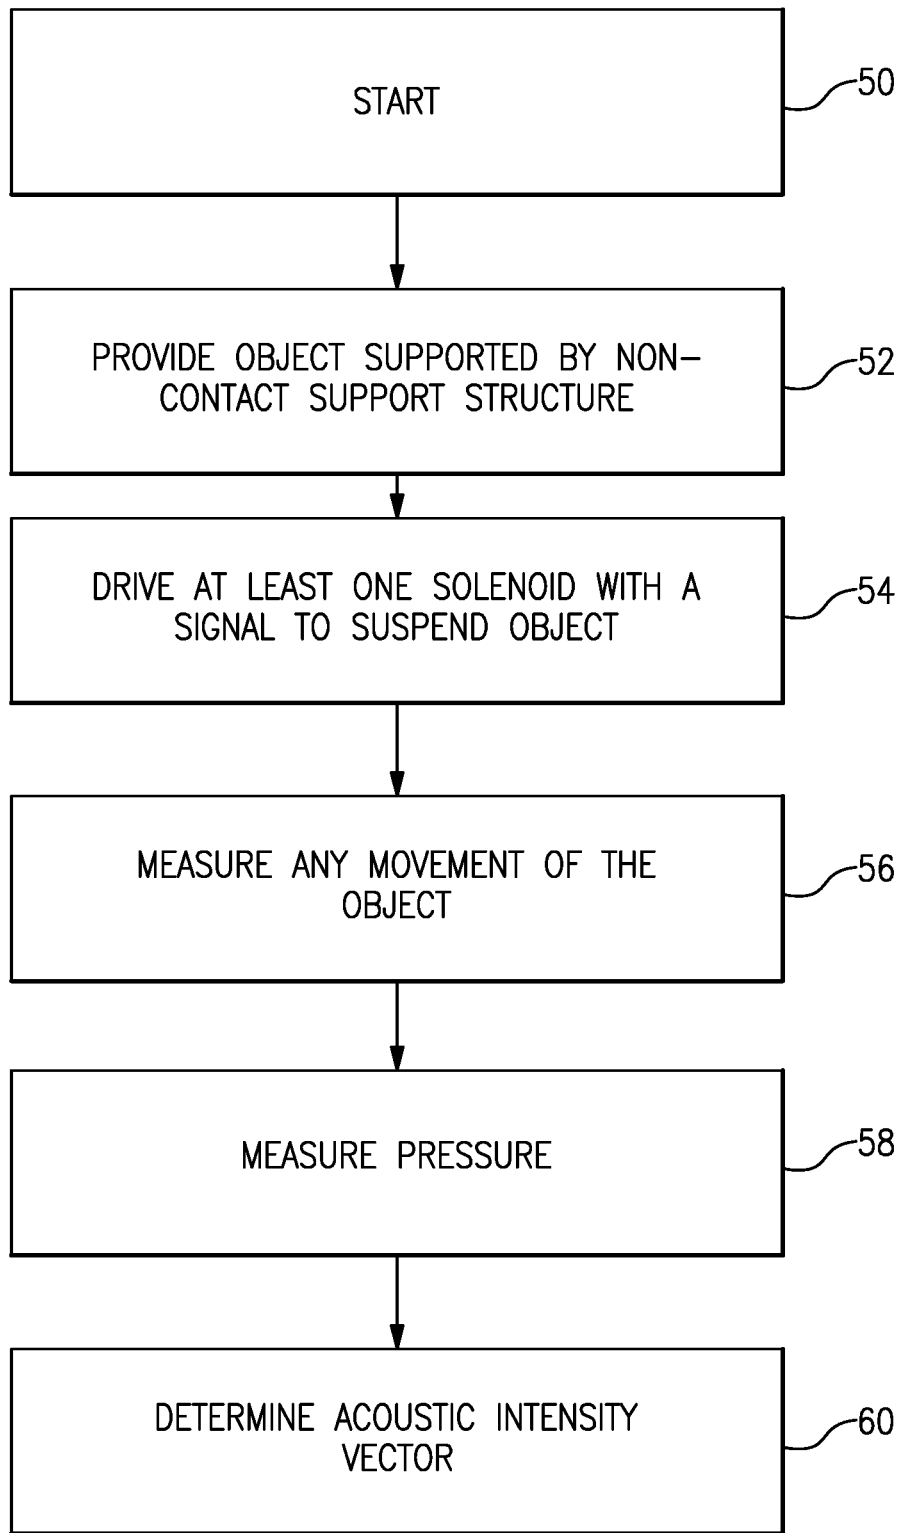 START
50
PROVIDE OBJECT SUPPORTED BY NON-
CONTACT SUPPORT STRUCTURE
52
DRIVE AT LEAST ONE SOLENOID WITH A
SIGNAL TO SUSPEND OBJECT
54
MEASURE ANY MOVEMENT OF THE
OBJECT
56
MEASURE PRESSURE
58
DETERMINE ACOUSTIC INTENSITY
VECTOR
60